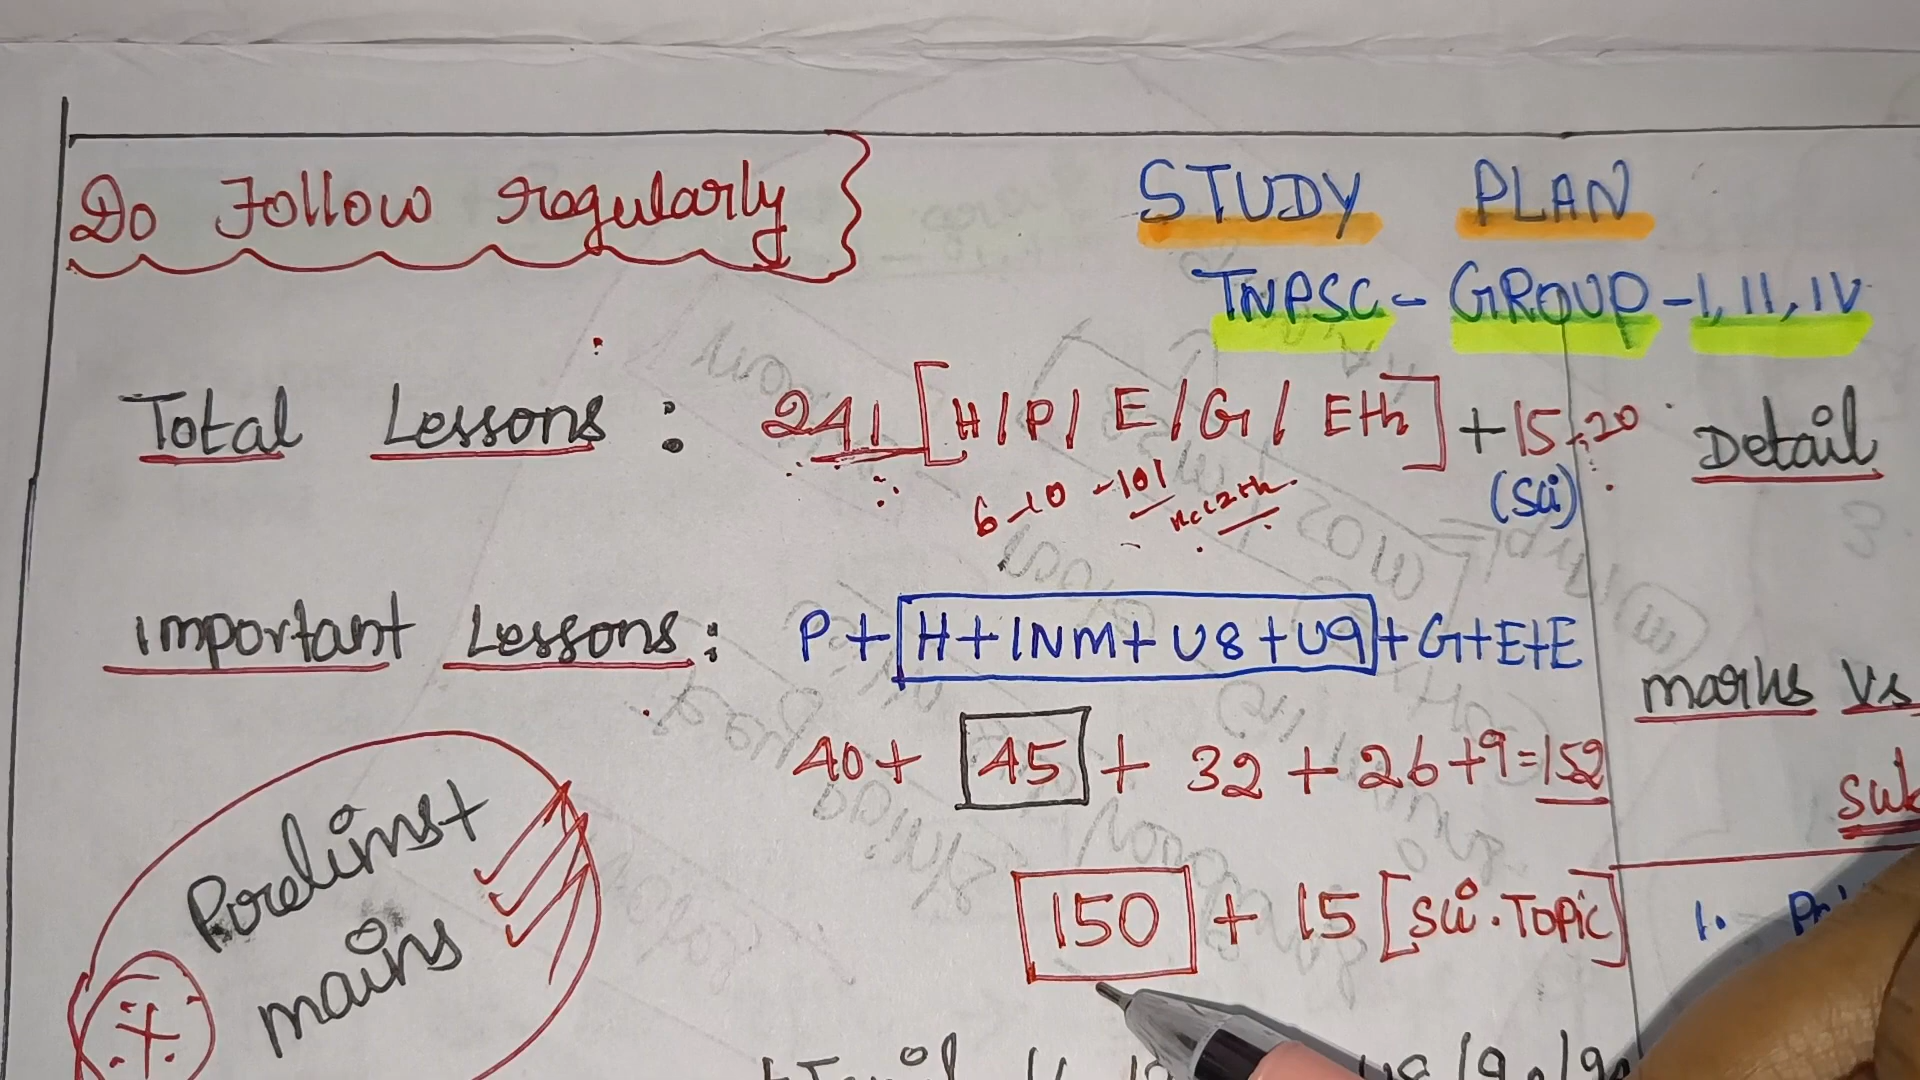 Do Follow regularly
STUDY PLAN
TNPSC - GROUP - I, II, IV
Total Lessons : 241 [H/P/ E/G/ Eth] + 15-20
(Sci)
6-10 - 101
Detail
Important Lessons : P + H + INM + U8 + U9 + G + E + E
marks Vs
40 + 45 + 32 + 26 + 9 = 152
Prelims +
mains
150 + 15 [Sci. Topic]
1.